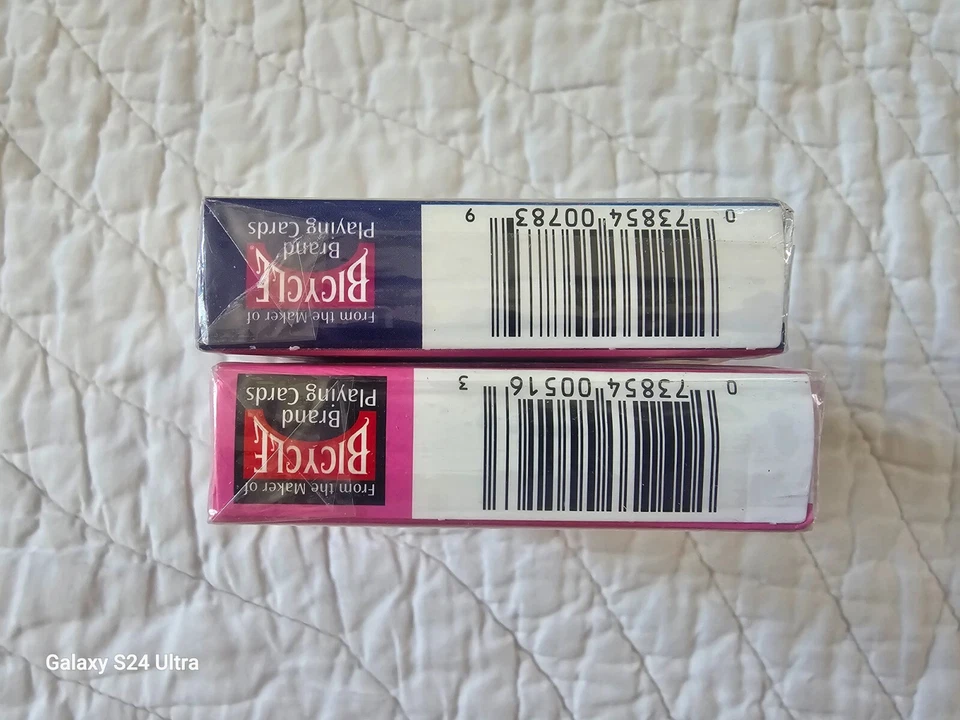 From the Maker of
BICYCLE
Brand
Playing Cards
0 73854 00783 9
From the Maker of
BICYCLE
Brand
Playing Cards
0 73854 00516 3
Galaxy S24 Ultra